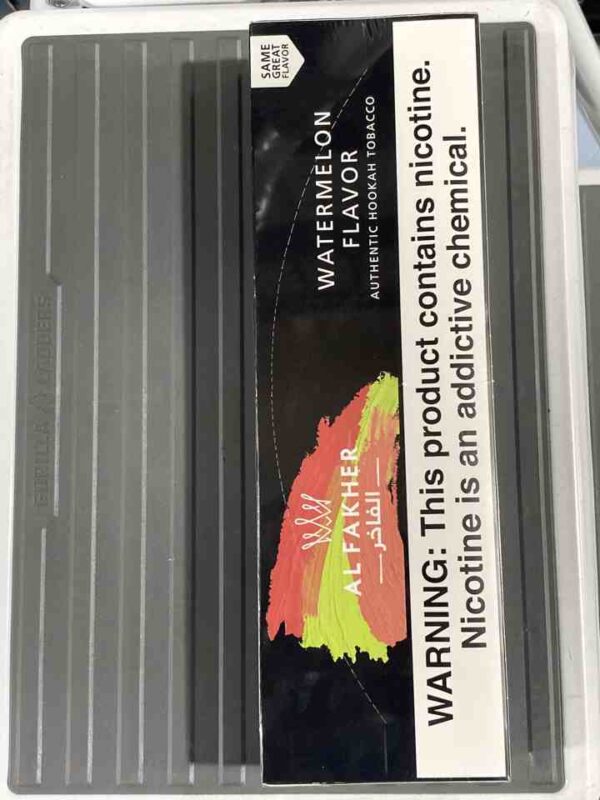 SAME
GREAT
FLAVOR
WATERMELON
FLAVOR
AUTHENTIC HOOKAH TOBACCO
AL FAKHER
الفاخر
WARNING: This product contains nicotine.
Nicotine is an addictive chemical.
GORILLA